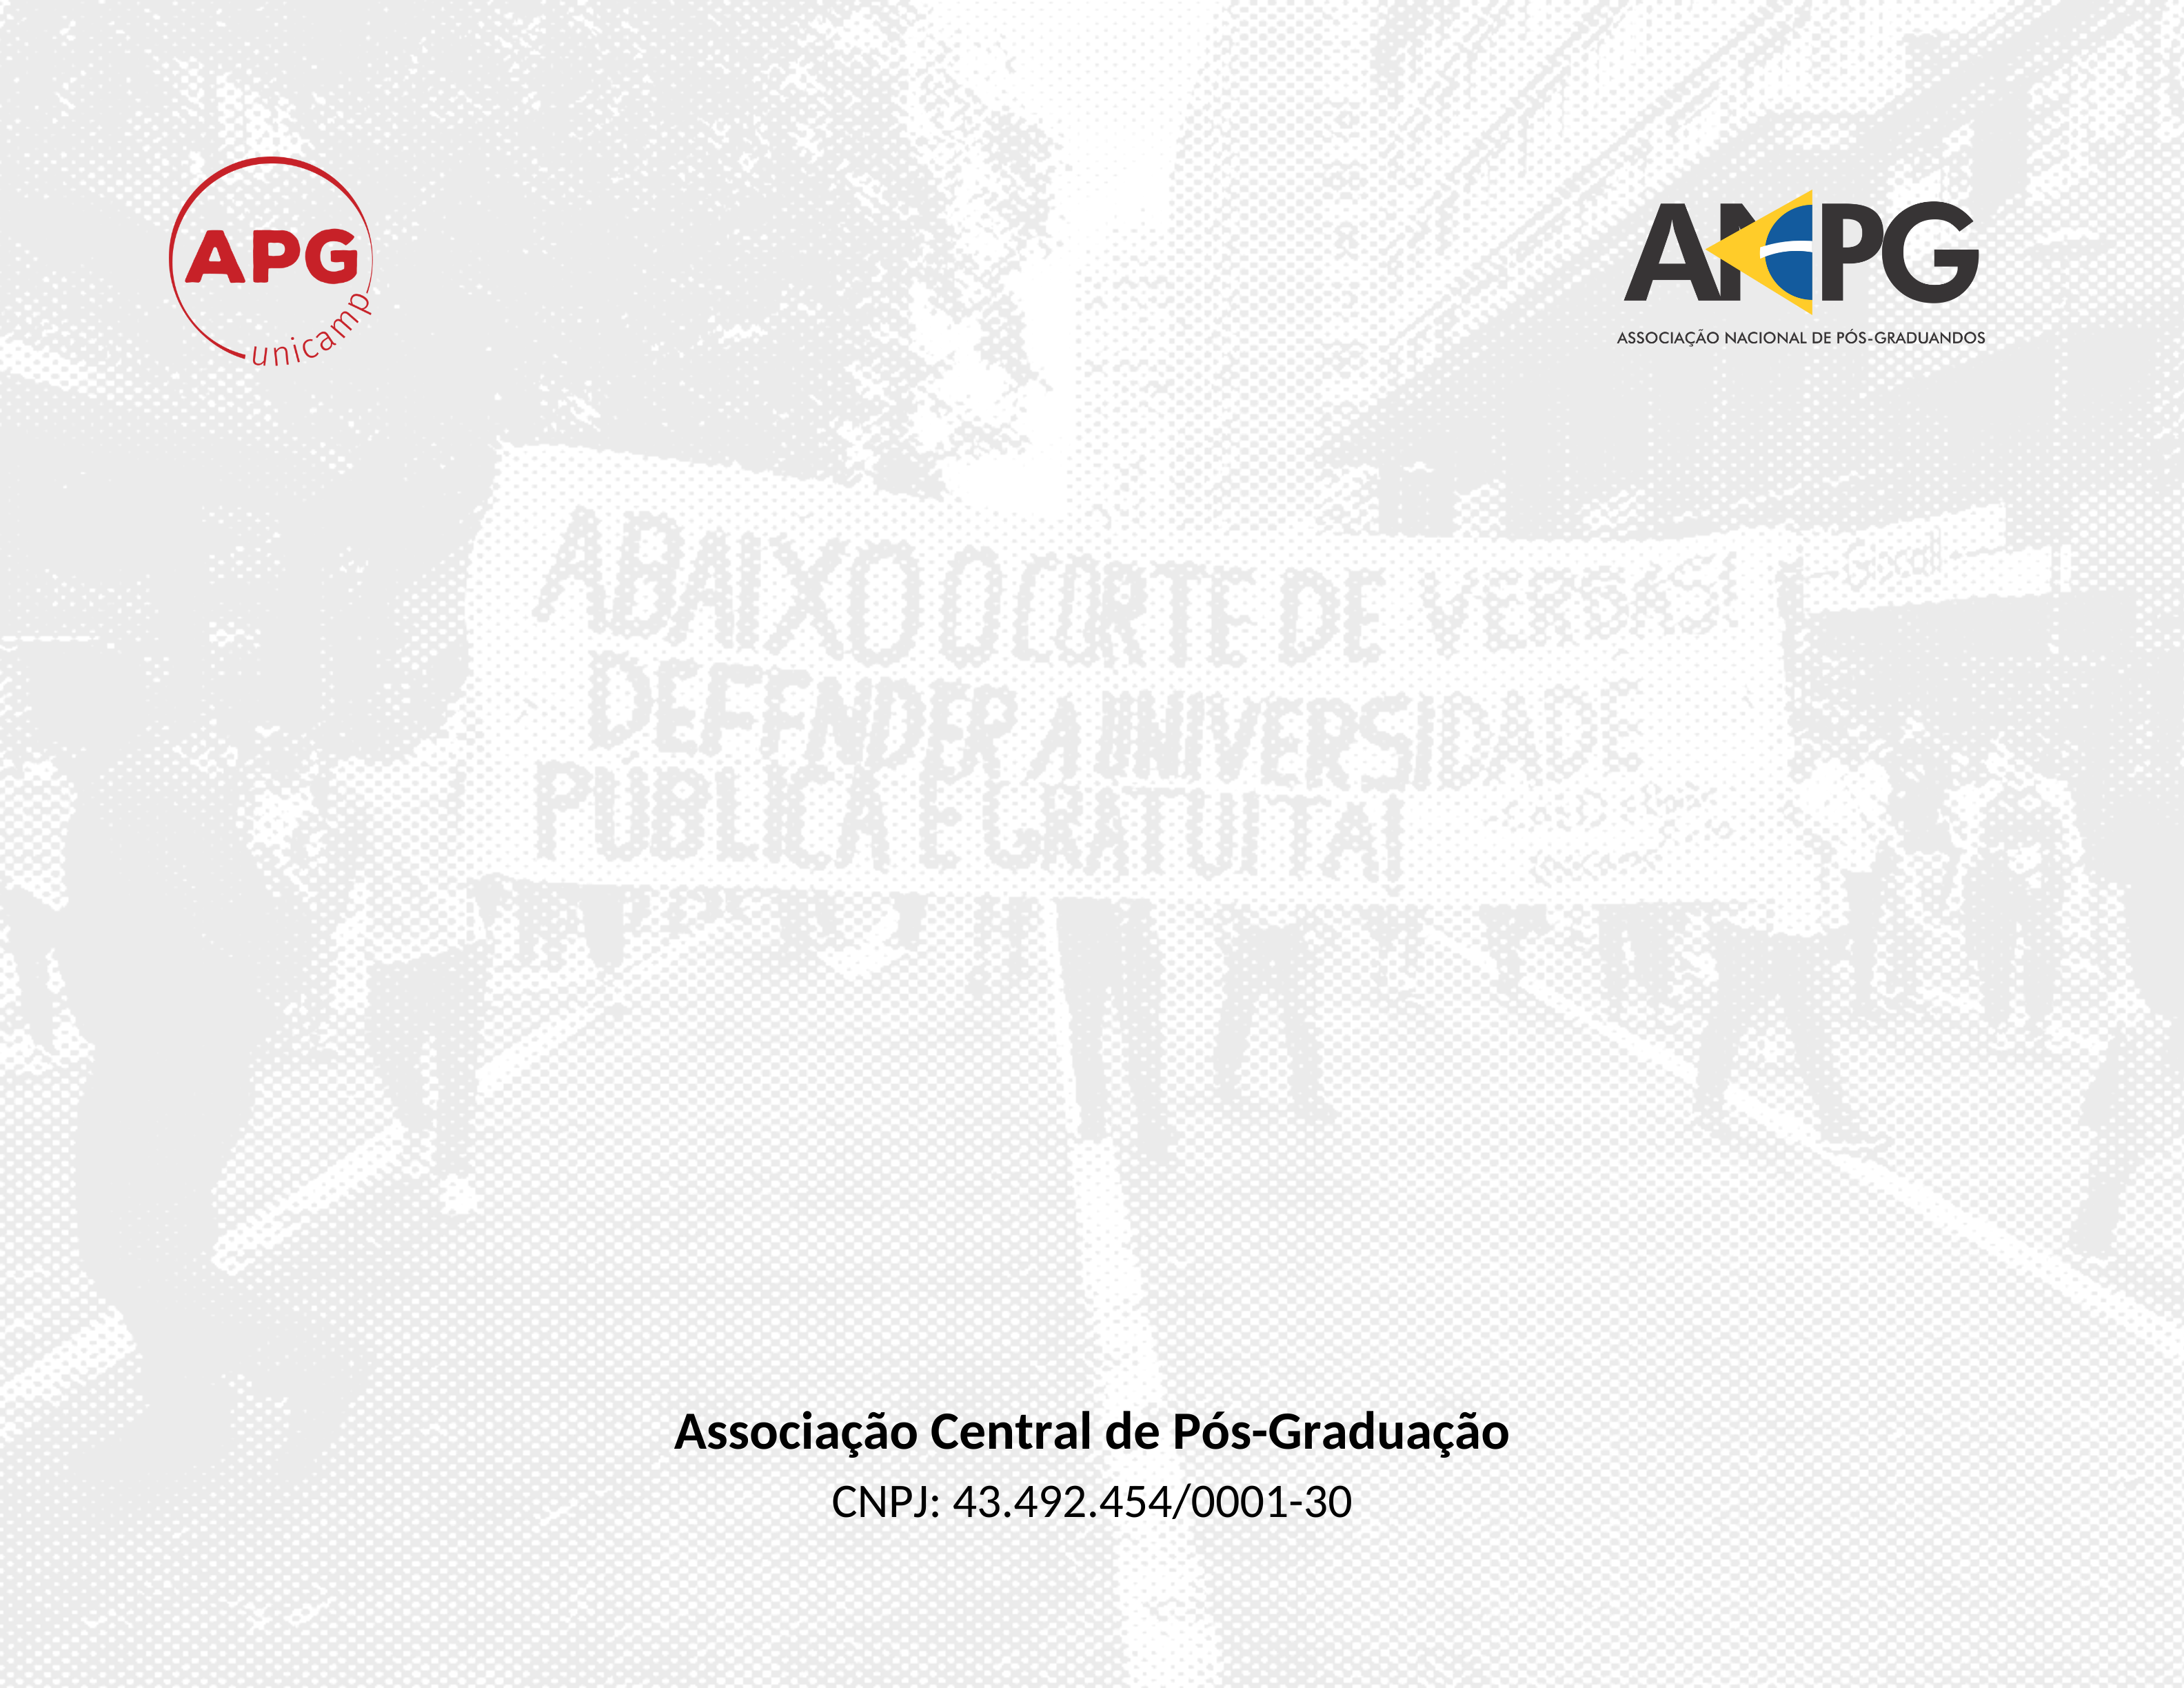 APG
unicamp
ANPG
ASSOCIAÇÃO NACIONAL DE PÓS-GRADUANDOS
ABAIXO O CORTE DE VERBAS!
DEFENDER A UNIVERSIDADE
PÚBLICA E GRATUITA!
Associação Central de Pós-Graduação
CNPJ: 43.492.454/0001-30